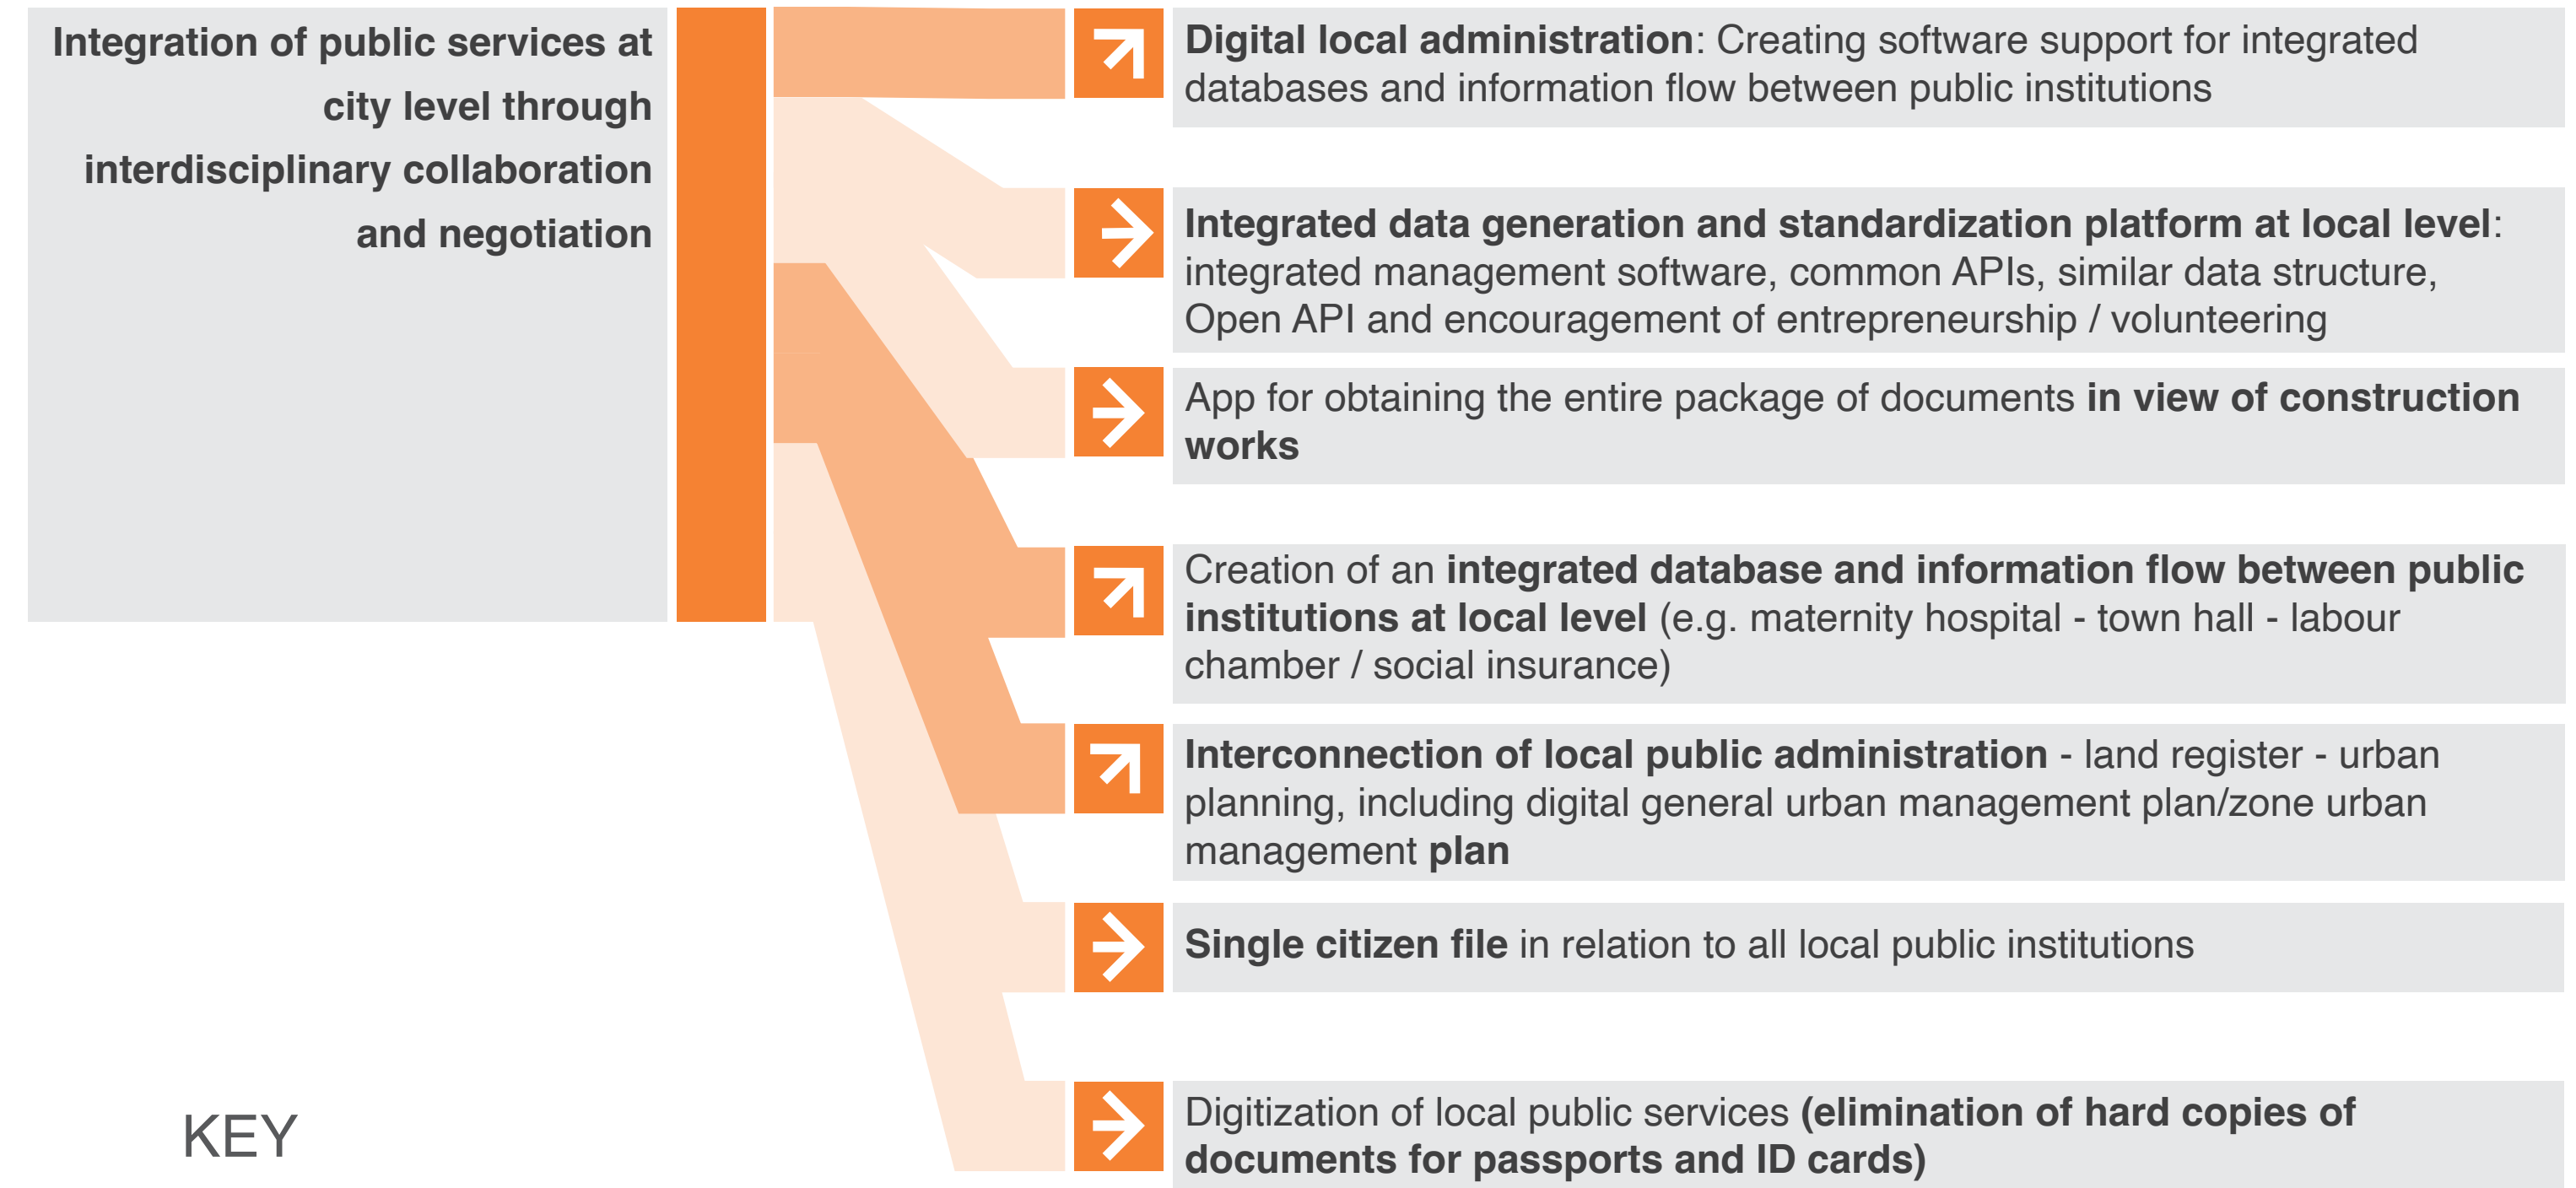 Integration of public services at
city level through
interdisciplinary collaboration
and negotiation
Digital local administration: Creating software support for integrated
databases and information flow between public institutions
Integrated data generation and standardization platform at local level:
integrated management software, common APIs, similar data structure,
Open API and encouragement of entrepreneurship / volunteering
App for obtaining the entire package of documents in view of construction
works
Creation of an integrated database and information flow between public
institutions at local level (e.g. maternity hospital - town hall - labour
chamber / social insurance)
Interconnection of local public administration - land register - urban
planning, including digital general urban management plan/zone urban
management plan
Single citizen file in relation to all local public institutions
Digitization of local public services (elimination of hard copies of
documents for passports and ID cards)
KEY